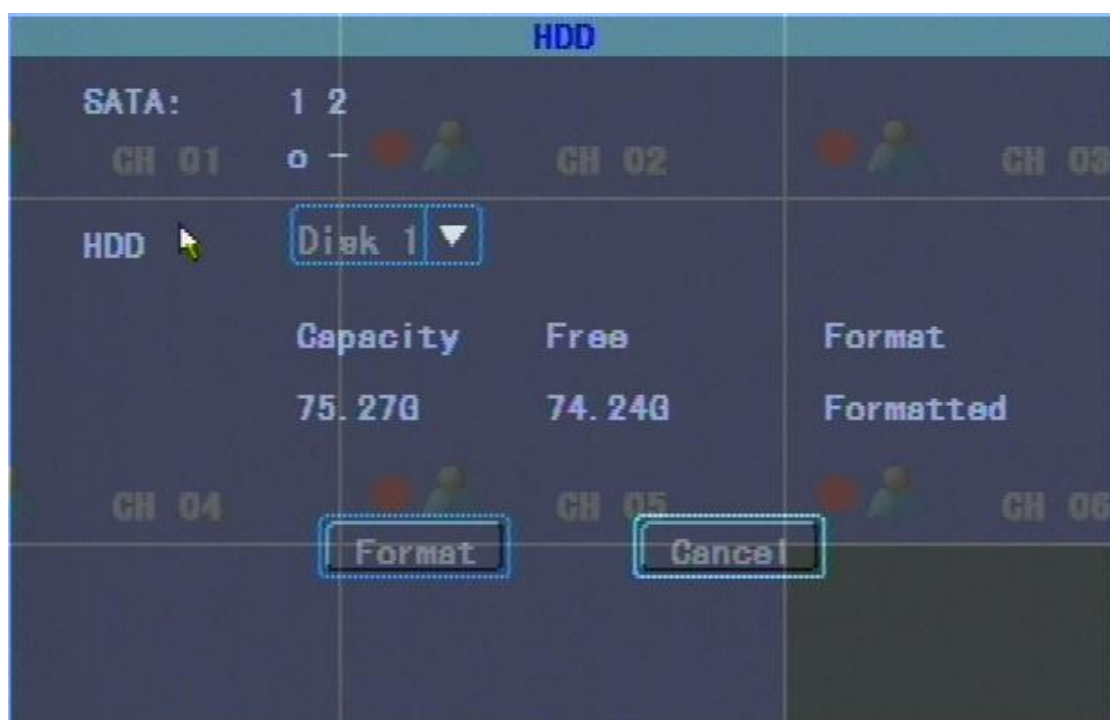 HDD
SATA: 1 2
CH 01 o - CH 02 CH 03
HDD Disk 1
Capacity Free Format
75.27G 74.24G Formatted
CH 04 CH 05 CH 06
Format Cancel